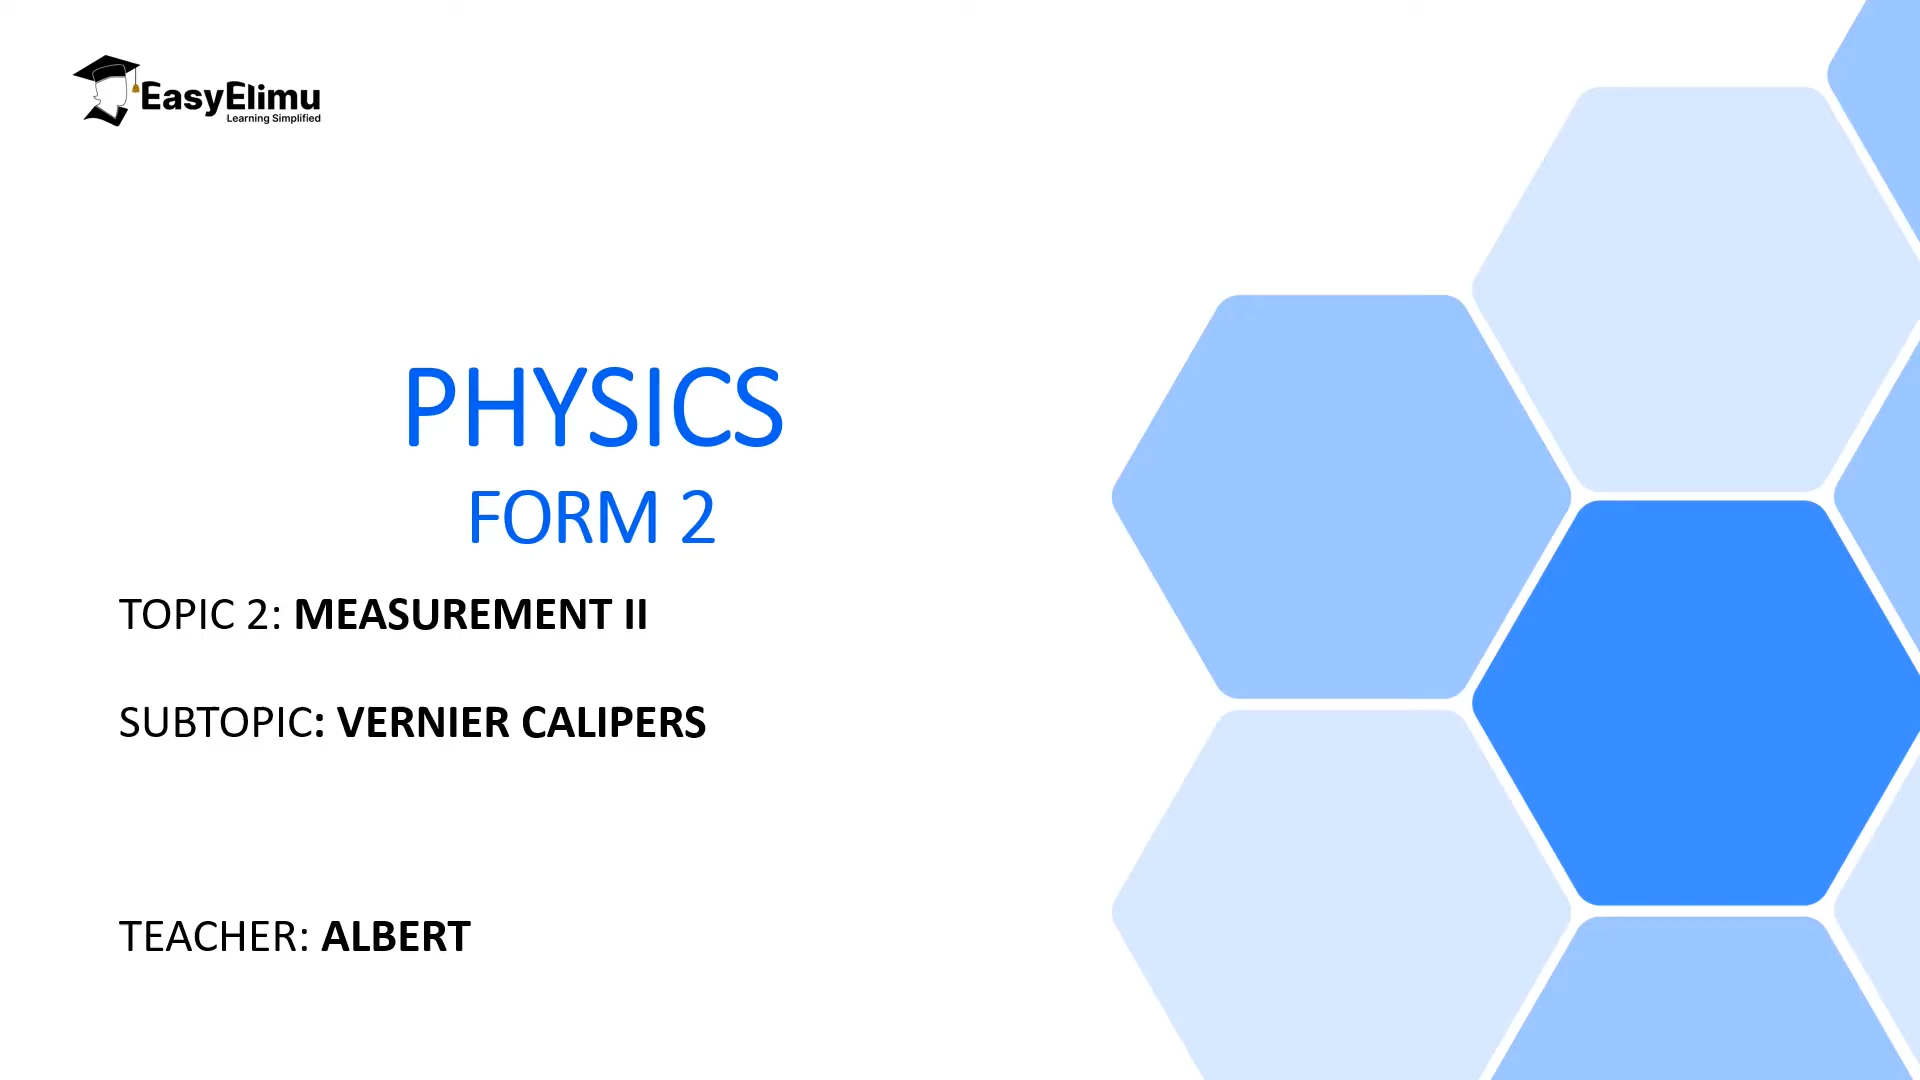 EasyElimu
Learning Simplified
PHYSICS
FORM 2
TOPIC 2: MEASUREMENT II
SUBTOPIC: VERNIER CALIPERS
TEACHER: ALBERT